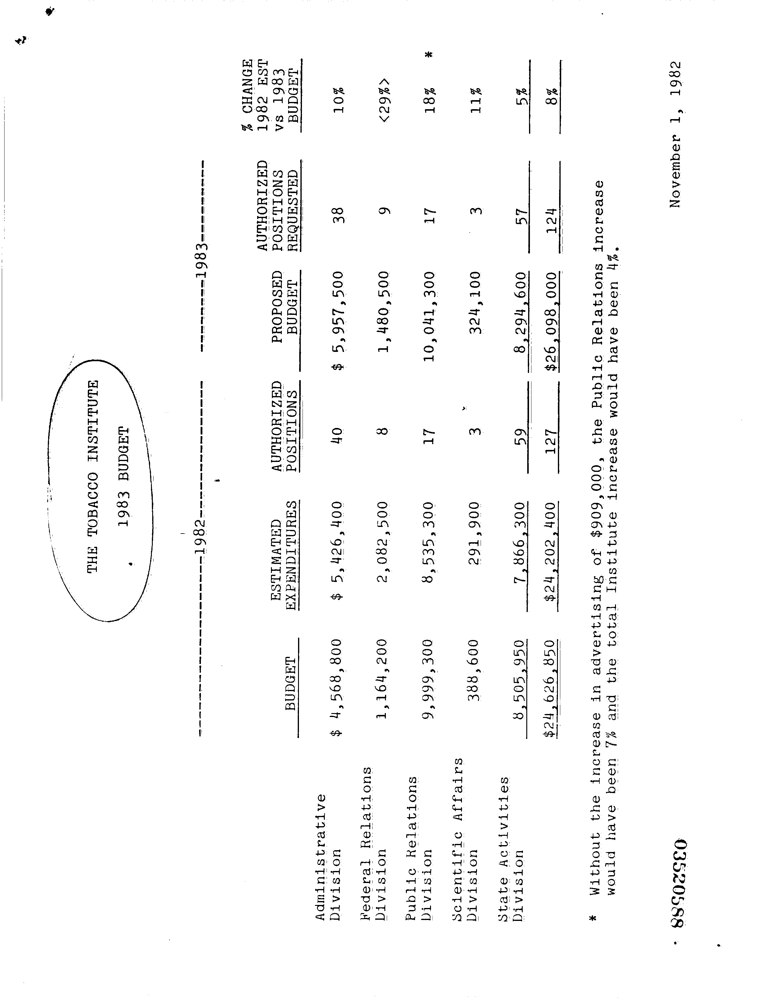 THE TOBACCO INSTITUTE
1983 BUDGET
--------------------1982-------------------- --------1983----------
BUDGET ESTIMATED EXPENDITURES AUTHORIZED POSITIONS PROPOSED BUDGET AUTHORIZED POSITIONS REQUESTED % CHANGE 1982 EST vs 1983 BUDGET
Administrative
Division $ 4,568,800 $ 5,426,400 40 $ 5,957,500 38 10%
Federal Relations
Division 1,164,200 2,082,500 8 1,480,500 9 <29%>
Public Relations
Division 9,999,300 8,535,300 17 10,041,300 17 18% *
Scientific Affairs
Division 388,600 291,900 3 324,100 3 11%
State Activities
Division 8,505,950 7,866,300 59 8,294,600 57 5%
$24,626,850 $24,202,400 127 $26,098,000 124 8%
* Without the increase in advertising of $909,000, the Public Relations increase
would have been 7% and the total Institute increase would have been 4%.
November 1, 1982
03520588